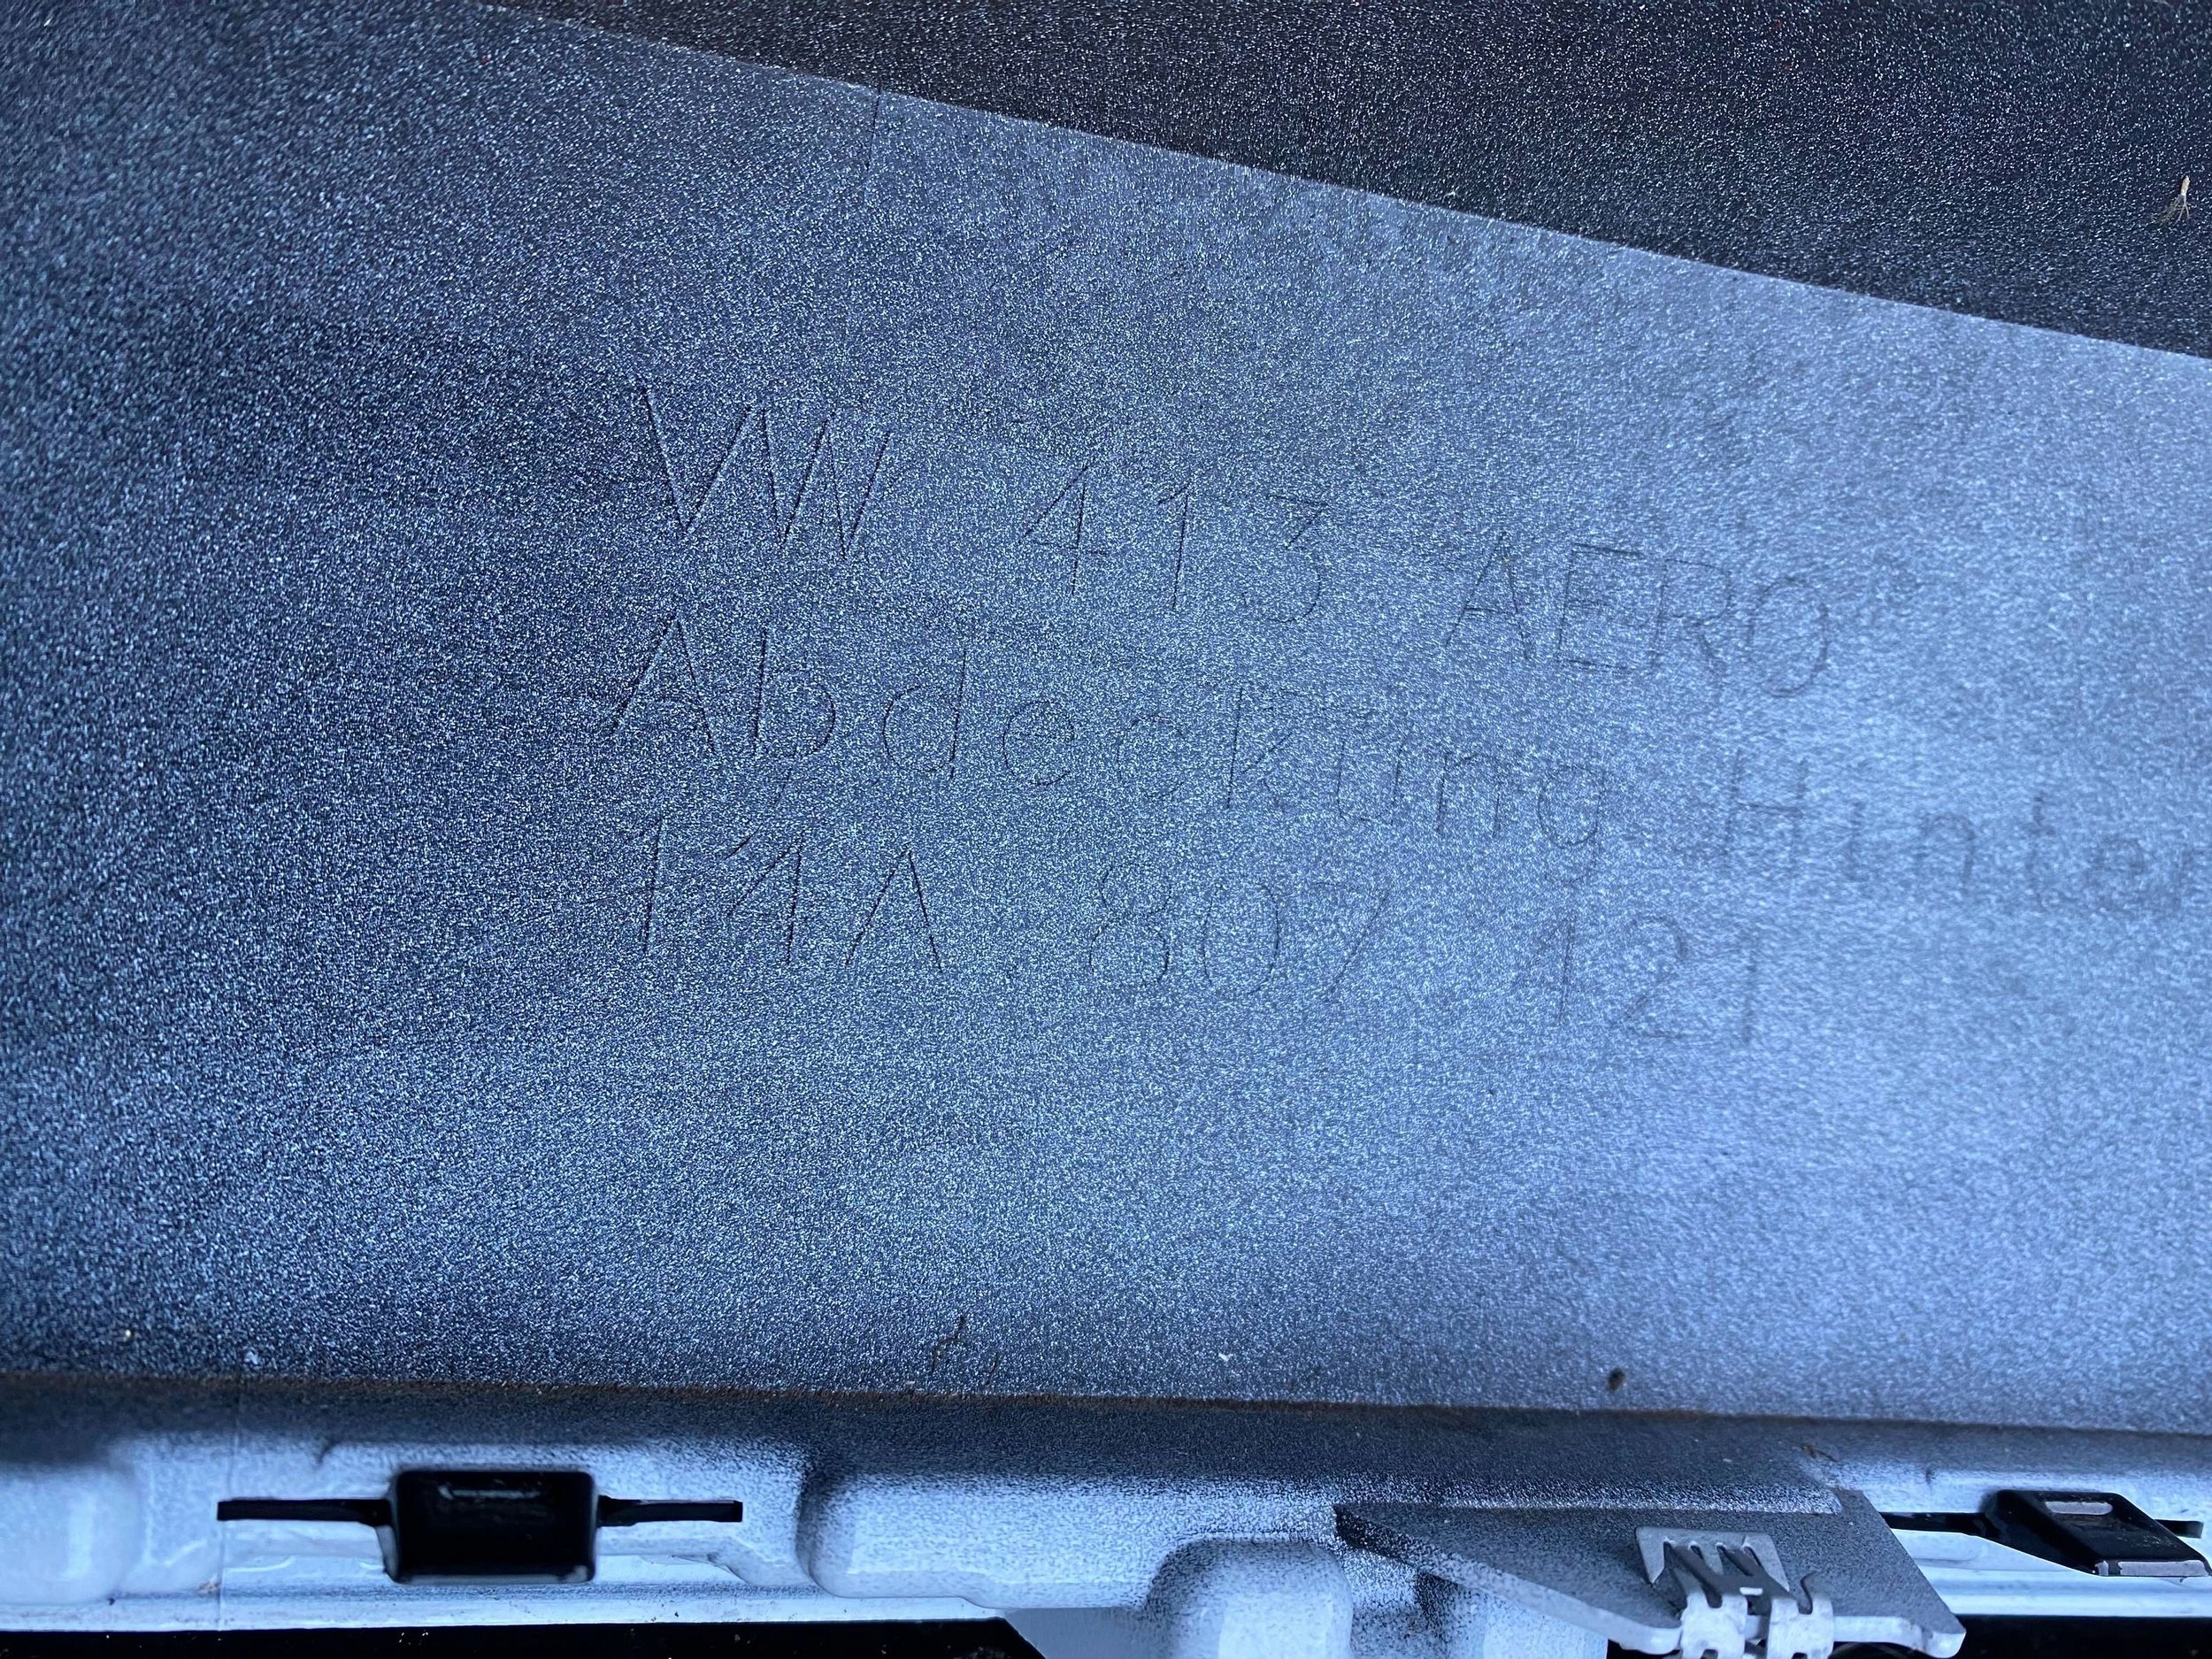 VW 413 AERO
Abdeckung Hinter
1MA 807 121